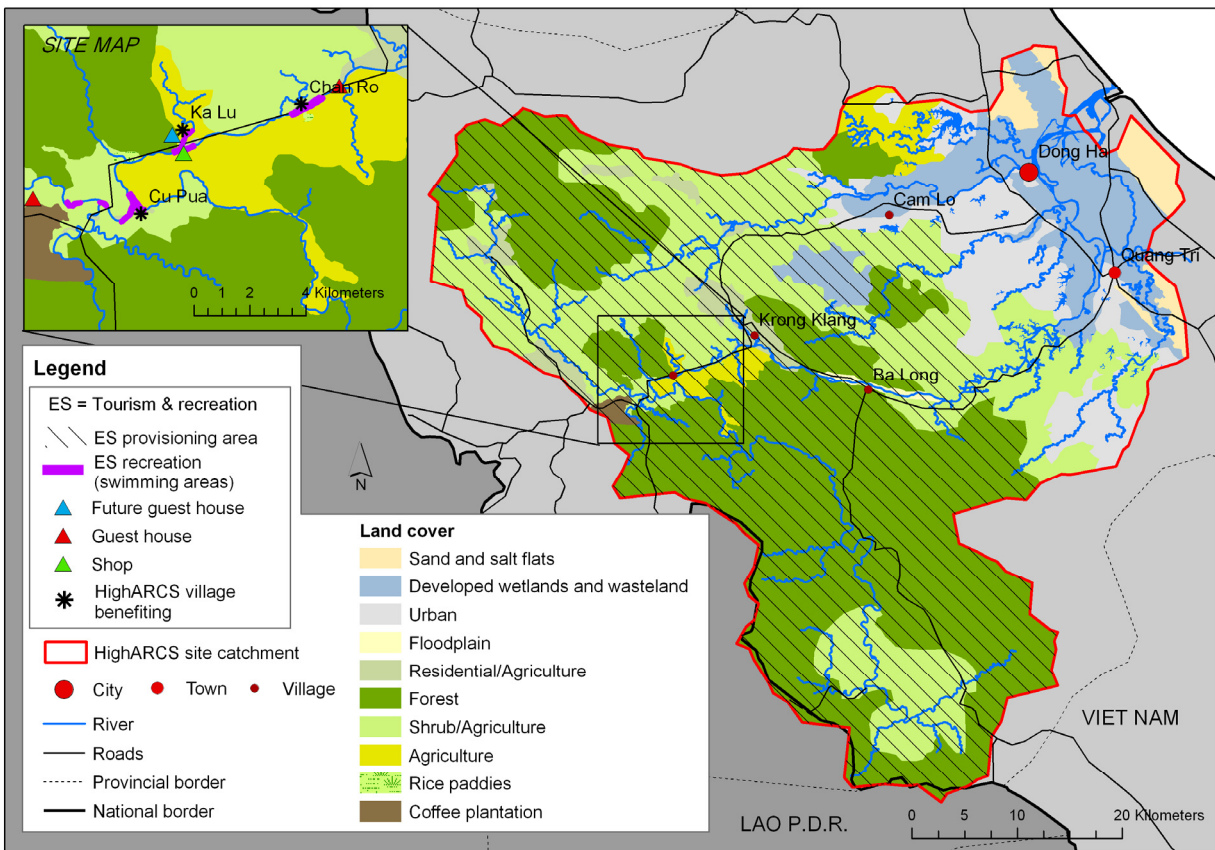 SITE MAP
Chan Ro
Ka Lu
Cu Pua
0 1 2 4 Kilometers
Dong Ha
Cam Lo
Quang Tri
Krong Klang
Ba Long
N
VIET NAM
LAO P.D.R.
0 5 10 20 Kilometers
Legend
ES = Tourism & recreation
ES provisioning area
ES recreation
(swimming areas)
Future guest house
Guest house
Shop
HighARCS village
benefiting
HighARCS site catchment
City Town Village
River
Roads
Provincial border
National border
Land cover
Sand and salt flats
Developed wetlands and wasteland
Urban
Floodplain
Residential/Agriculture
Forest
Shrub/Agriculture
Agriculture
Rice paddies
Coffee plantation